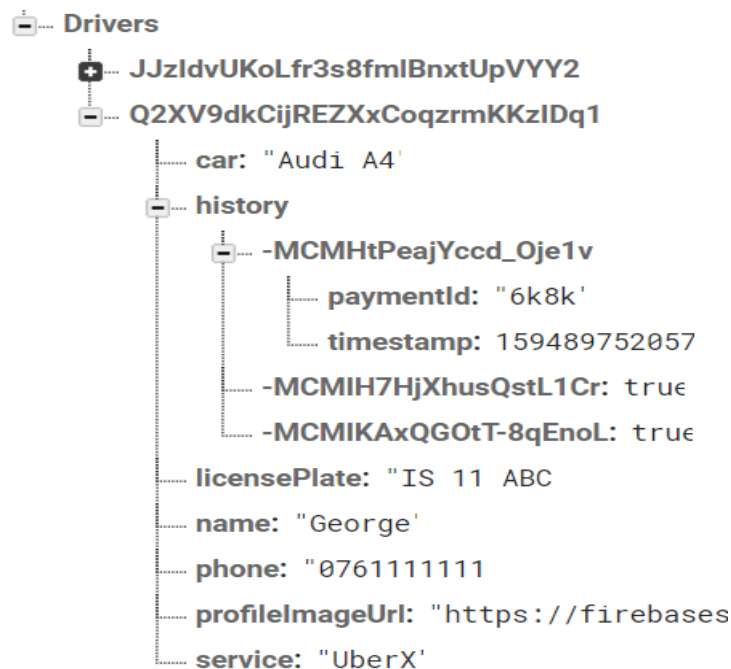 Drivers
JJzIdvUKoLfr3s8fmIBnxtUpVYY2
Q2XV9dkCijREZXxCoqzrmKKzIDq1
car: "Audi A4'
history
-MCMHtPeajYccd_Oje1v
paymentId: "6k8k'
timestamp: 159489752057
-MCMIH7HjXhusQstL1Cr: true
-MCMIKAxQGOtT-8qEnoL: true
licensePlate: "IS 11 ABC
name: "George'
phone: "0761111111
profileImageUrl: "https://firebases
service: "UberX'